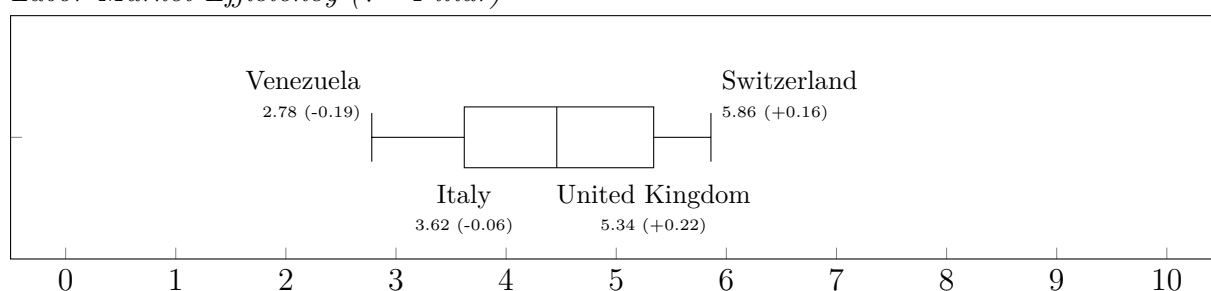 Venezuela
2.78 (-0.19)
Switzerland
5.86 (+0.16)
Italy
3.62 (-0.06)
United Kingdom
5.34 (+0.22)
0 1 2 3 4 5 6 7 8 9 10